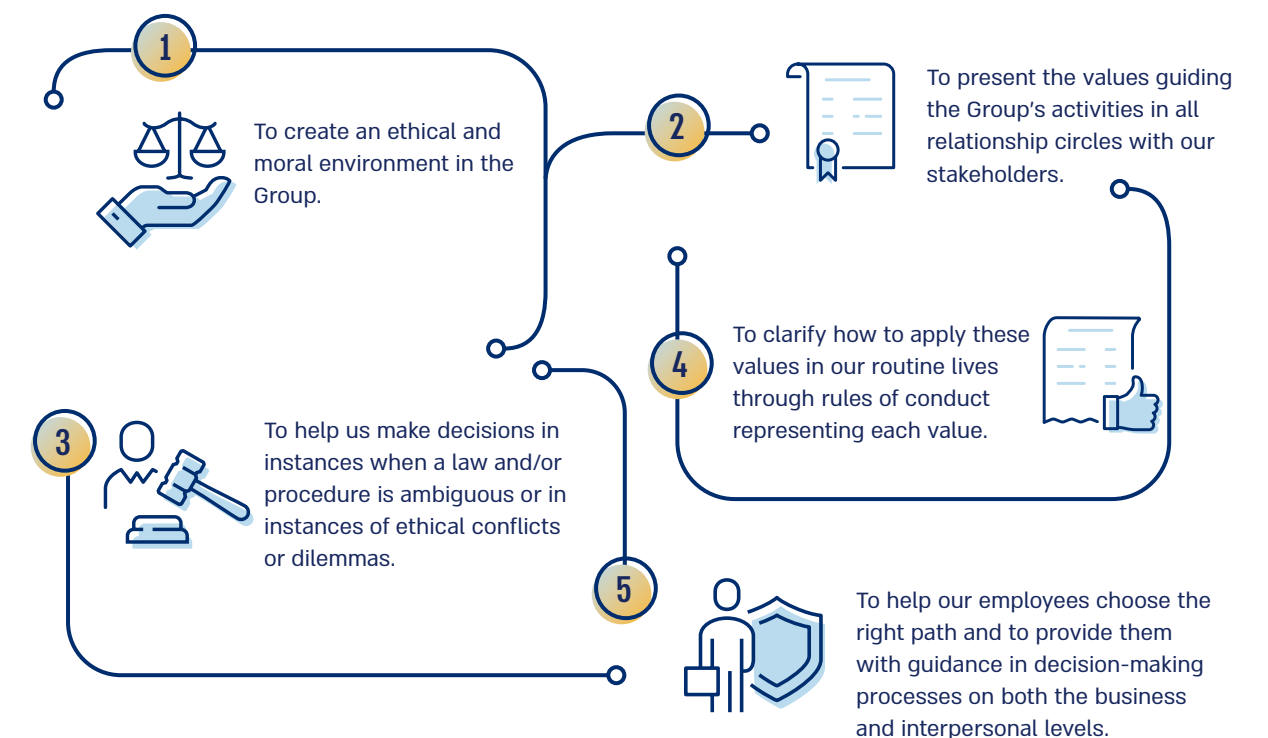 1
To create an ethical and
moral environment in the
Group.
2
To present the values guiding
the Group's activities in all
relationship circles with our
stakeholders.
3
To help us make decisions in
instances when a law and/or
procedure is ambiguous or in
instances of ethical conflicts
or dilemmas.
4
To clarify how to apply these
values in our routine lives
through rules of conduct
representing each value.
5
To help our employees choose the
right path and to provide them
with guidance in decision-making
processes on both the business
and interpersonal levels.